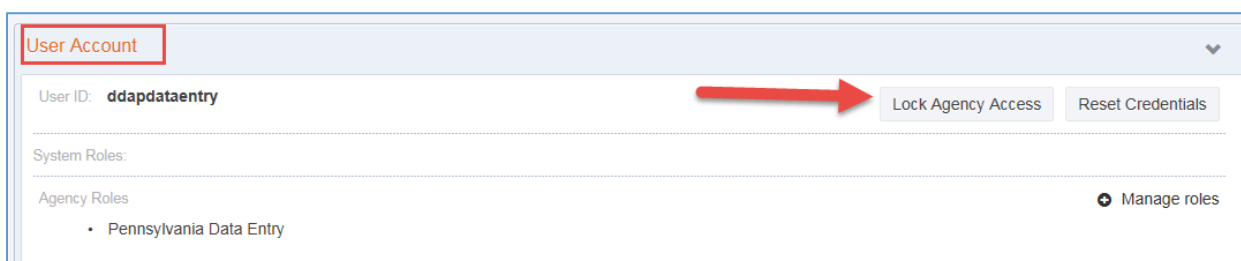 User Account
User ID: ddapdataentry
Lock Agency Access Reset Credentials
System Roles:
Agency Roles
Manage roles
• Pennsylvania Data Entry